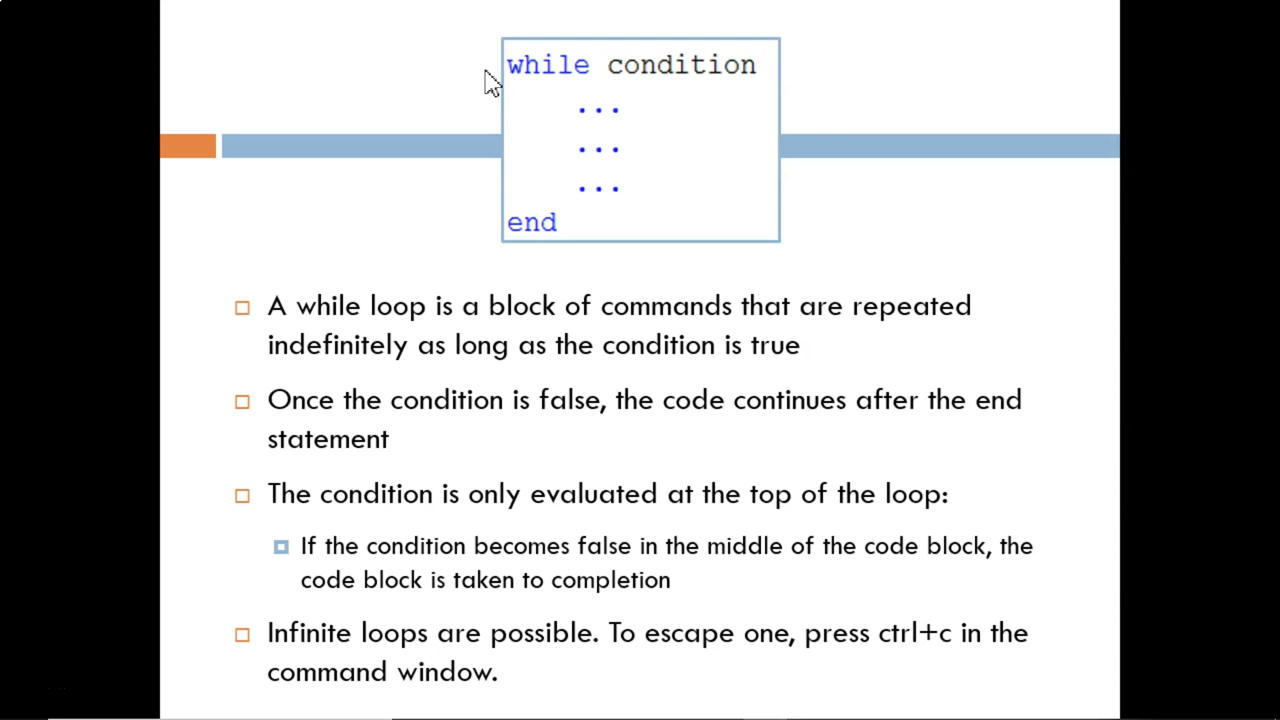 while condition
...
...
...
end
A while loop is a block of commands that are repeated
indefinitely as long as the condition is true
Once the condition is false, the code continues after the end
statement
The condition is only evaluated at the top of the loop:
If the condition becomes false in the middle of the code block, the
code block is taken to completion
Infinite loops are possible. To escape one, press ctrl+c in the
command window.